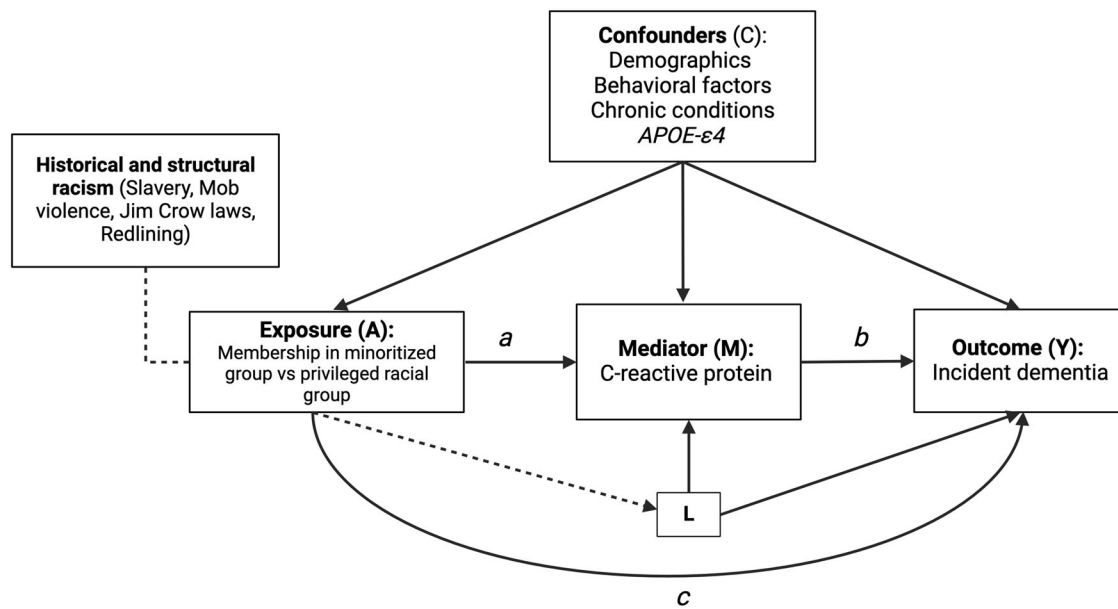 Confounders (C):
Demographics
Behavioral factors
Chronic conditions
APOE-ε4
Historical and structural
racism (Slavery, Mob
violence, Jim Crow laws,
Redlining)
Exposure (A):
Membership in minoritized
group vs privileged racial
group
a
Mediator (M):
C-reactive protein
b
Outcome (Y):
Incident dementia
L
c